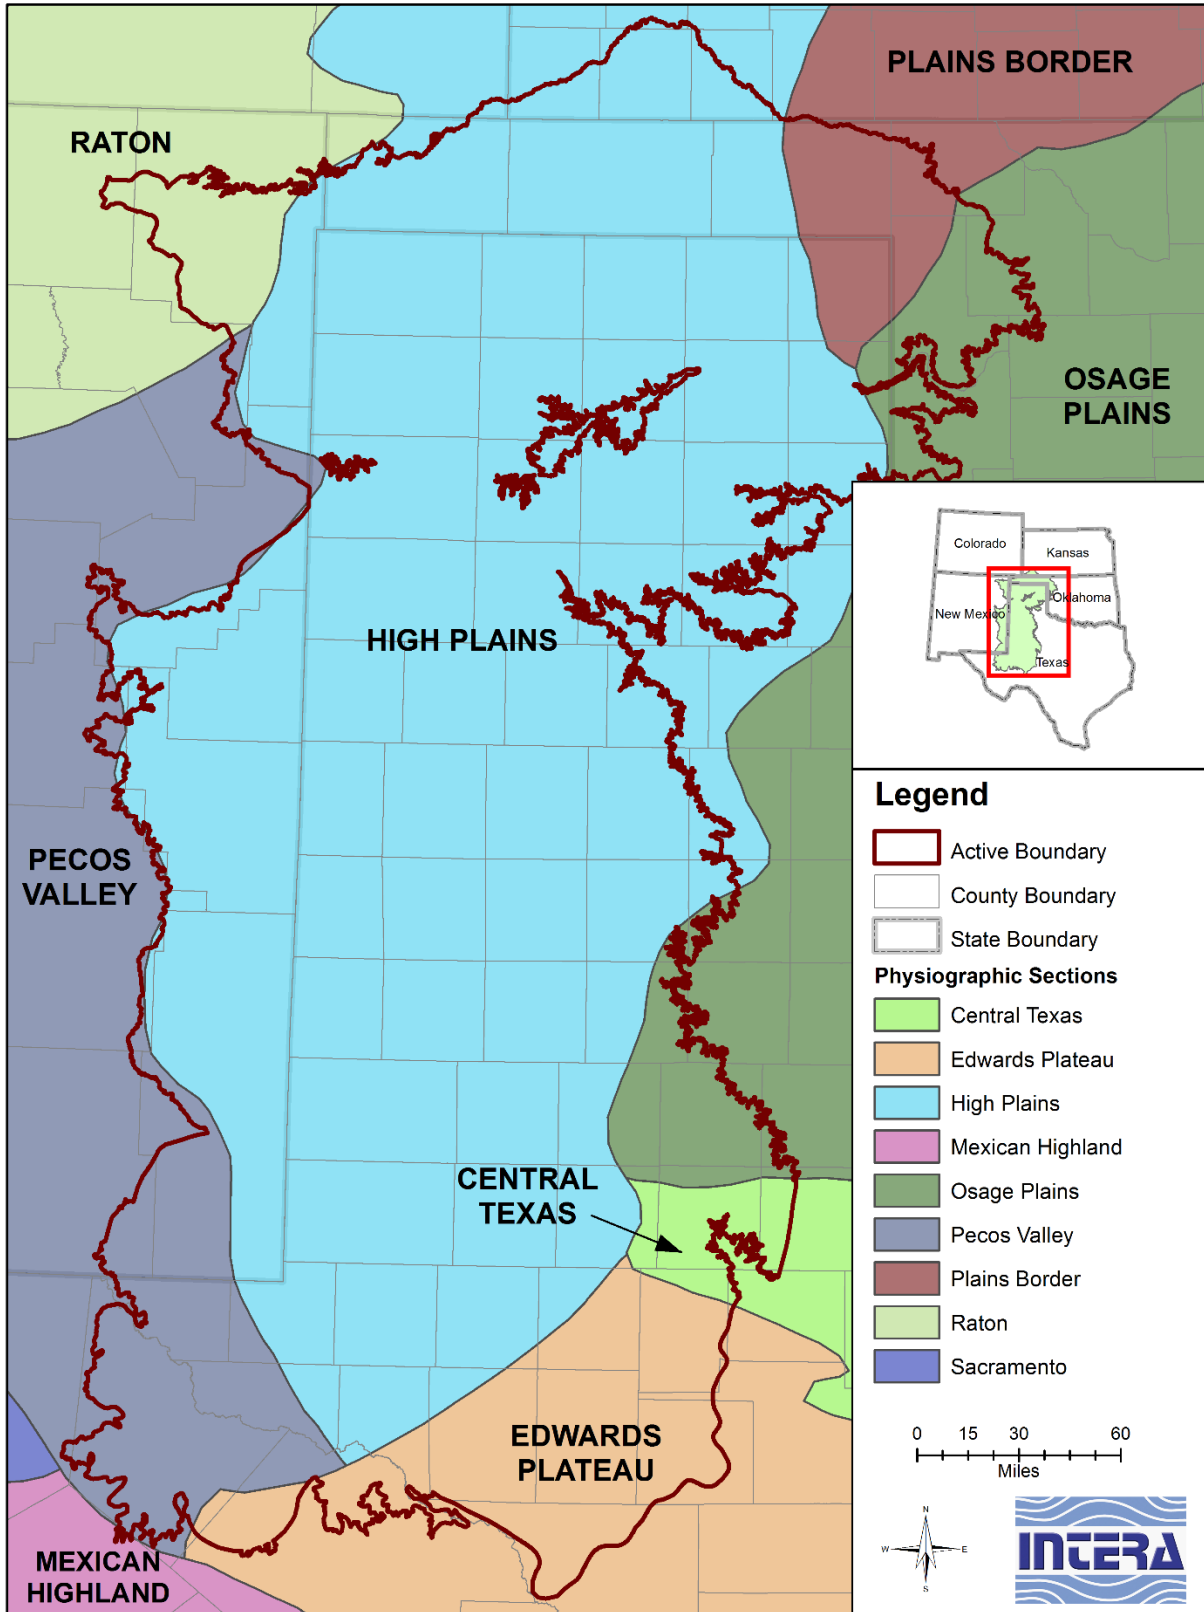 PLAINS BORDER
RATON
OSAGE
PLAINS
Colorado
Kansas
New Mexico
Oklahoma
Texas
HIGH PLAINS
PECOS
VALLEY
CENTRAL
TEXAS
EDWARDS
PLATEAU
MEXICAN
HIGHLAND
Legend
Active Boundary
County Boundary
State Boundary
Physiographic Sections
Central Texas
Edwards Plateau
High Plains
Mexican Highland
Osage Plains
Pecos Valley
Plains Border
Raton
Sacramento
0 15 30 60
Miles
N
W E
S
INTERA